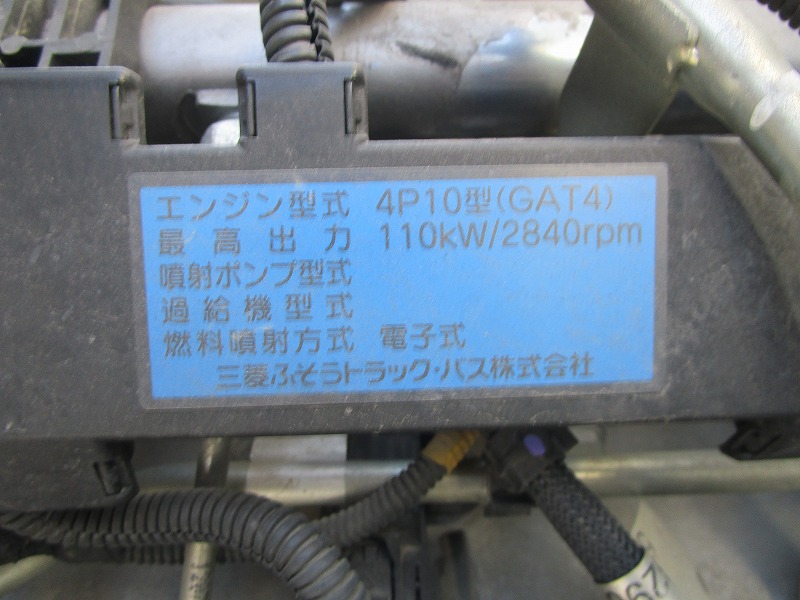 エンジン型式 4P10型(GAT4)
最高出力 110kW/2840rpm
噴射ポンプ型式
過給機型式
燃料噴射方式 電子式
三菱ふそうトラック・バス株式会社